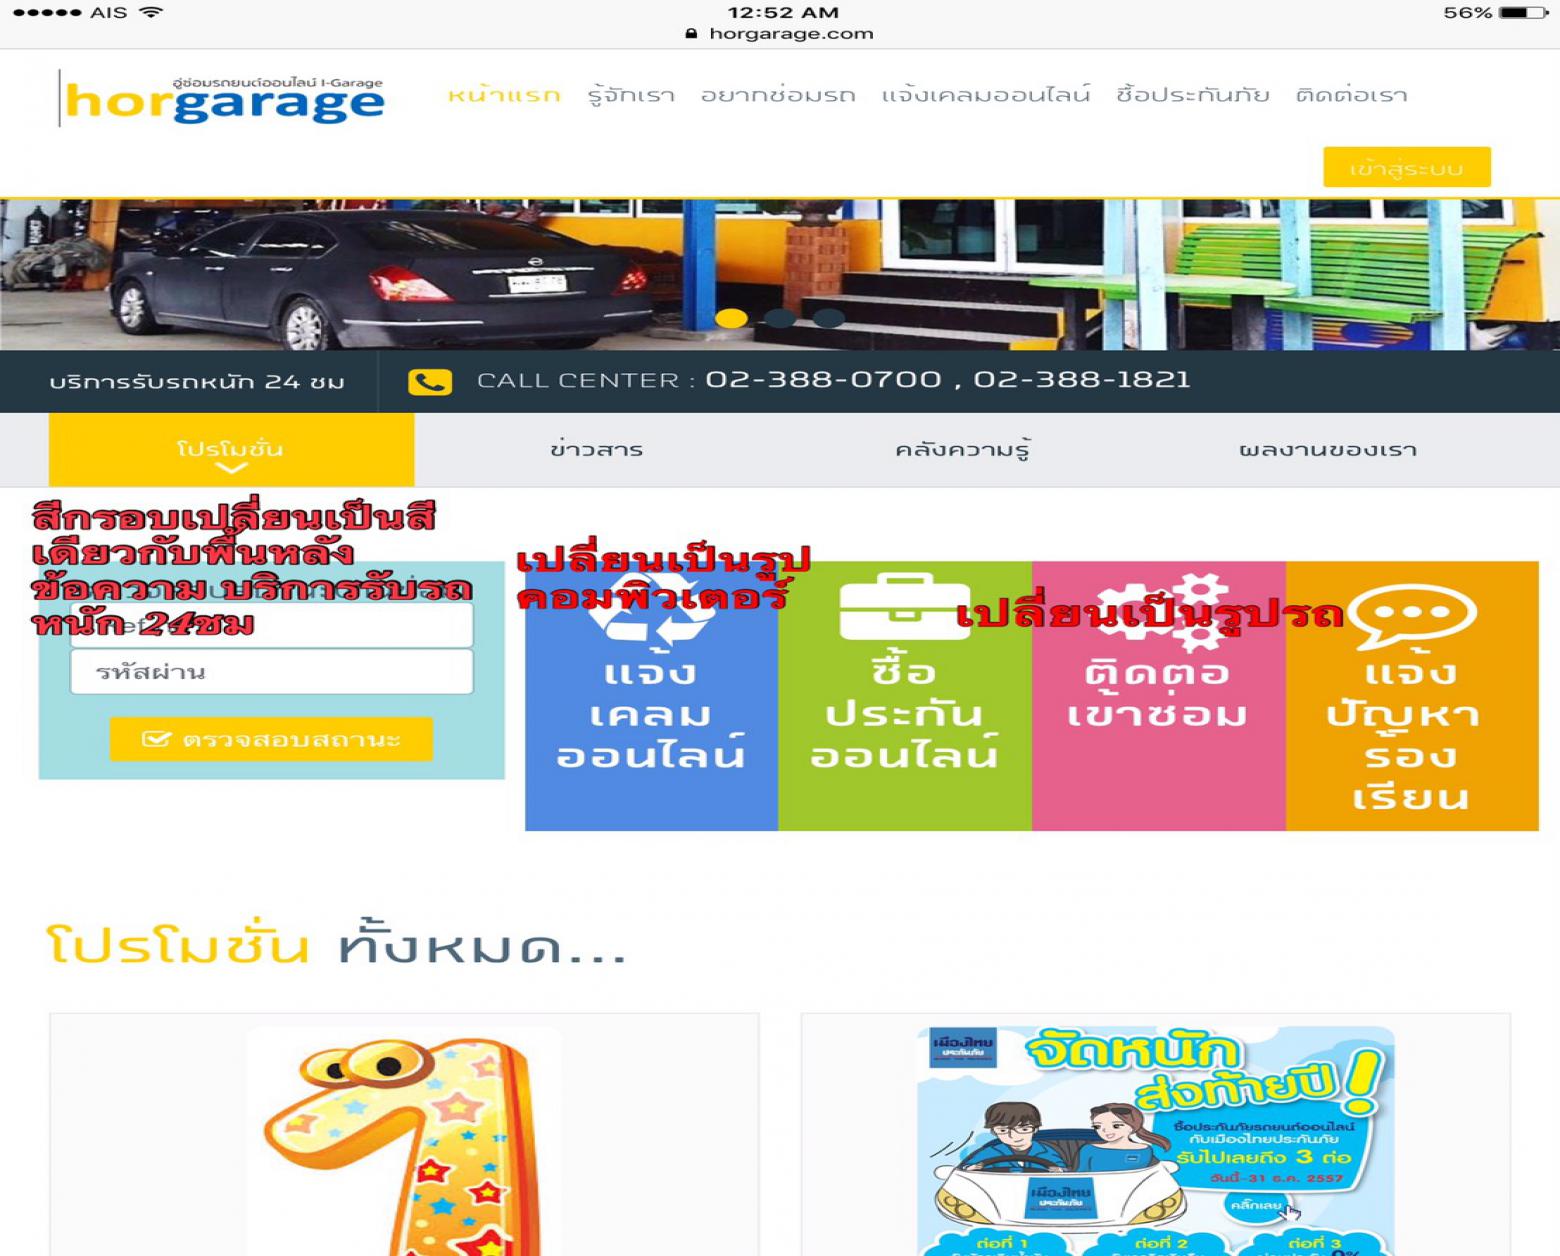 AIS
12:52 AM
56%
horgarage.com
อู่ซ่อมรถยนต์ออนไลน์ I-Garage
horgarage
หน้าแรก รู้จักเรา อยากซ่อมรถ แจ้งเคลมออนไลน์ ซื้อประกันภัย ติดต่อเรา
เข้าสู่ระบบ
บริการรับรถหนัก 24 ชม
CALL CENTER : 02-388-0700 , 02-388-1821
โปรโมชั่น ข่าวสาร คลังความรู้ ผลงานของเรา
สีกรอบเปลี่ยนเป็นสี
เดียวกับพื้นหลัง
ข้อความ บริการรับรถ
หนัก 24ชม
รหัสผ่าน
ตรวจสอบสถานะ
เปลี่ยนเป็นรูป
คอมพิวเตอร์
เปลี่ยนเป็นรูปรถ
แจ้ง
เคลม
ออนไลน์
ซื้อ
ประกัน
ออนไลน์
ติดต่อ
เข้าซ่อม
แจ้ง
ปัญหา
ร้อง
เรียน
โปรโมชั่น ทั้งหมด...
เมืองไทย
ประกันภัย
จัดหนัก
ส่งท้ายปี!
ซื้อประกันภัยรถยนต์ออนไลน์
กับเมืองไทยประกันภัย
รับไปเลยถึง 3 ต่อ
วันนี้-31 ธ.ค. 2557
คลิ๊กเลย
เมืองไทย
ประกันภัย
ต่อที่ 1 ต่อที่ 2 ต่อที่ 3